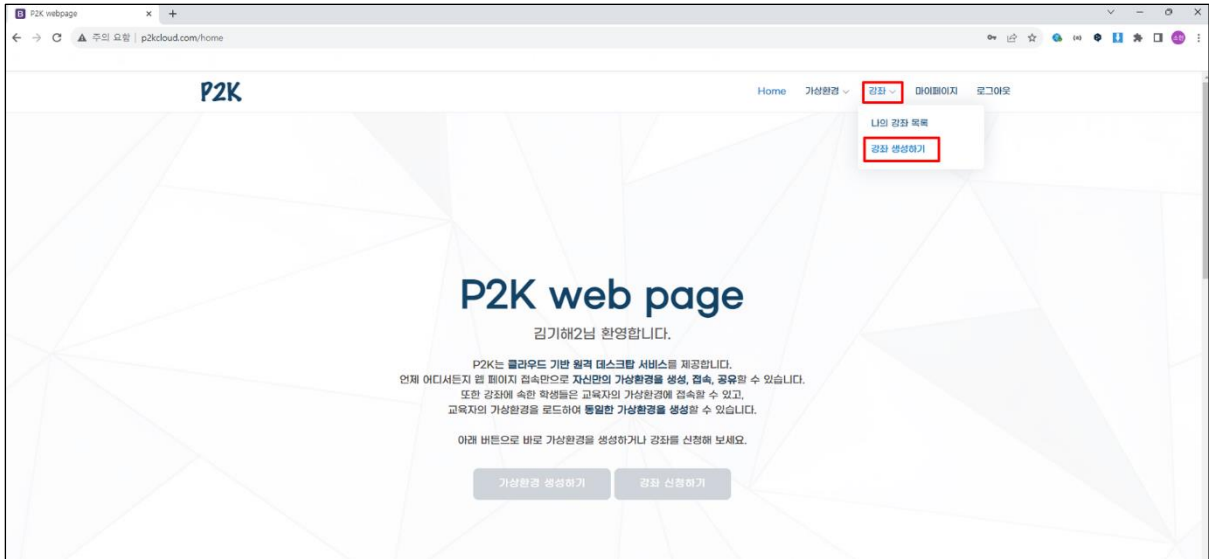 P2K webpage
주의 요함 | p2kcloud.com/home
P2K
Home 가상환경 강좌 마이페이지 로그아웃
나의 강좌 목록
강좌 생성하기
P2K web page
김기해2님 환영합니다.
P2K는 클라우드 기반 원격 데스크탑 서비스를 제공합니다.
언제 어디서든지 웹 페이지 접속만으로 자신만의 가상환경을 생성, 접속, 공유할 수 있습니다.
또한 강좌에 속한 학생들은 교육자의 가상환경에 접속할 수 있고,
교육자의 가상환경을 로드하여 동일한 가상환경을 생성할 수 있습니다.
아래 버튼으로 바로 가상환경을 생성하거나 강좌를 신청해 보세요.
가상환경 생성하기 강좌 신청하기